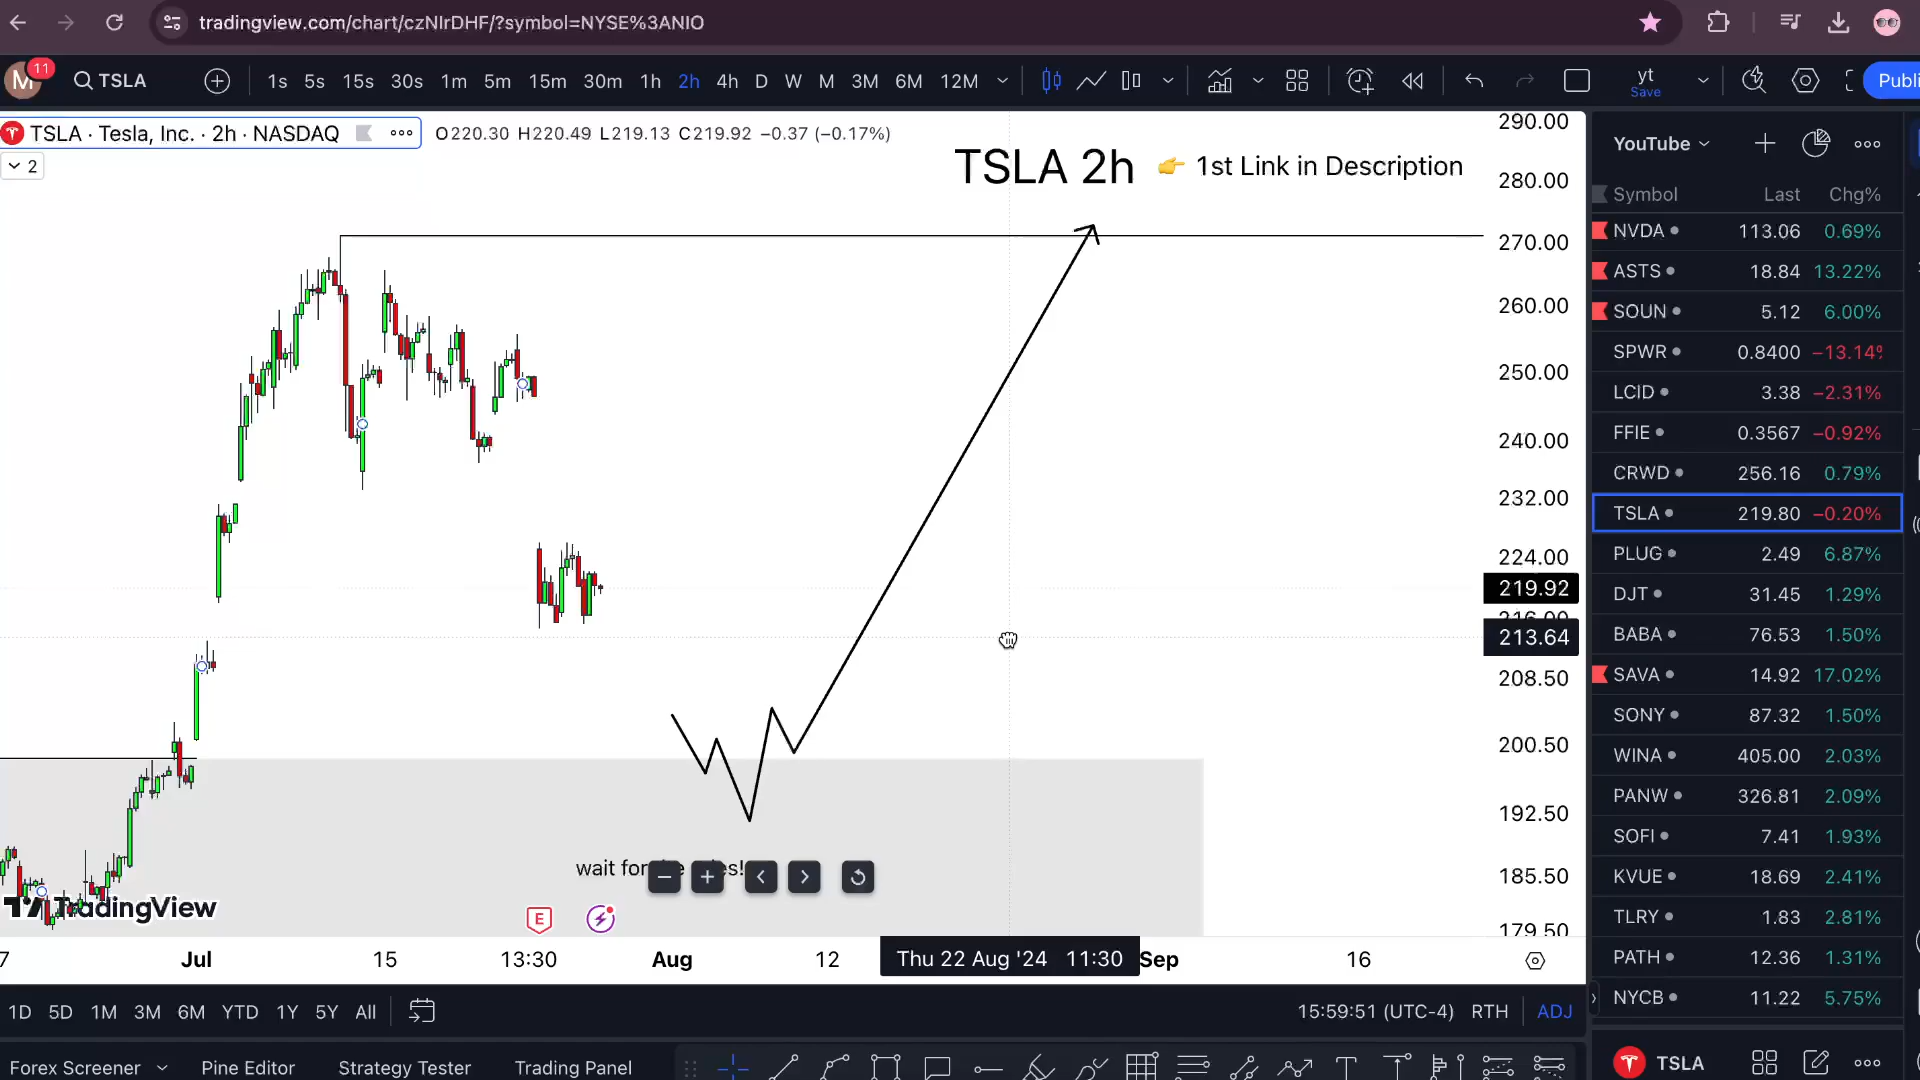 tradingview.com/chart/czNIrDHF/?symbol=NYSE%3ANIO
M 11 TSLA 1s 5s 15s 30s 1m 5m 15m 30m 1h 2h 4h D W M 3M 6M 12M yt Save
TSLA · Tesla, Inc. · 2h · NASDAQ O220.30 H220.49 L219.13 C219.92 −0.37 (−0.17%)
2
TSLA 2h 👉 1st Link in Description
290.00
280.00
270.00
260.00
250.00
240.00
232.00
224.00
219.92
213.64
208.50
200.50
192.50
185.50
179.50
wait for
TradingView
E
7 Jul 15 13:30 Aug 12 Thu 22 Aug '24 11:30 Sep 16
1D 5D 1M 3M 6M YTD 1Y 5Y All 15:59:51 (UTC-4) RTH ADJ
Forex Screener Pine Editor Strategy Tester Trading Panel
YouTube
Symbol Last Chg%
NVDA 113.06 0.69%
ASTS 18.84 13.22%
SOUN 5.12 6.00%
SPWR 0.8400 −13.14%
LCID 3.38 −2.31%
FFIE 0.3567 −0.92%
CRWD 256.16 0.79%
TSLA 219.80 −0.20%
PLUG 2.49 6.87%
DJT 31.45 1.29%
BABA 76.53 1.50%
SAVA 14.92 17.02%
SONY 87.32 1.50%
WINA 405.00 2.03%
PANW 326.81 2.09%
SOFI 7.41 1.93%
KVUE 18.69 2.41%
TLRY 1.83 2.81%
PATH 12.36 1.31%
NYCB 11.22 5.75%
TSLA